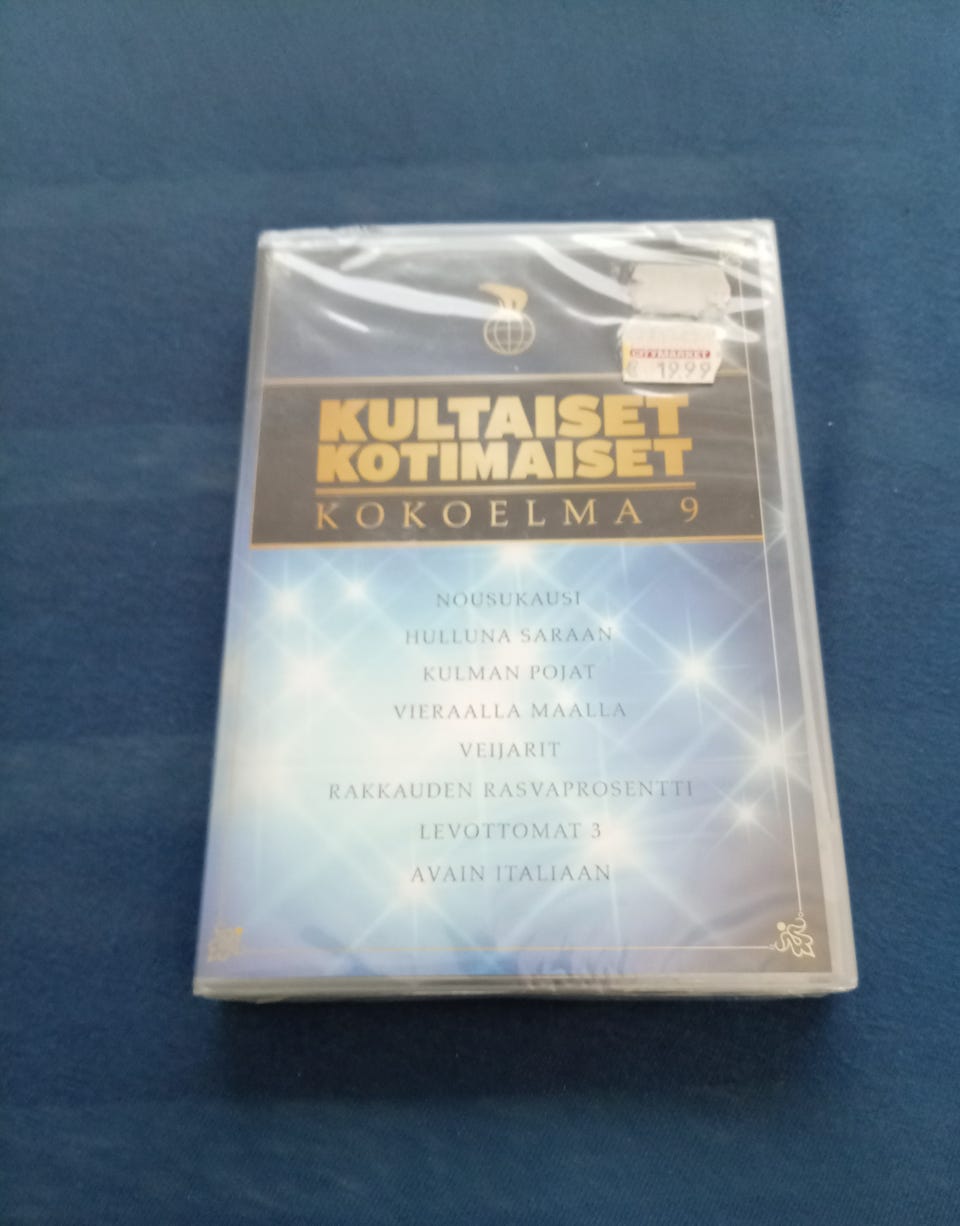 CITYMARKET
€ 19.99
KULTAISET
KOTIMAISET
KOKOELMA 9
NOUSUKAUSI
HULLUNA SARAAN
KULMAN POJAT
VIERAALLA MAALLA
VEIJARIT
RAKKAUDEN RASVAPROSENTTI
LEVOTTOMAT 3
AVAIN ITALIAAN